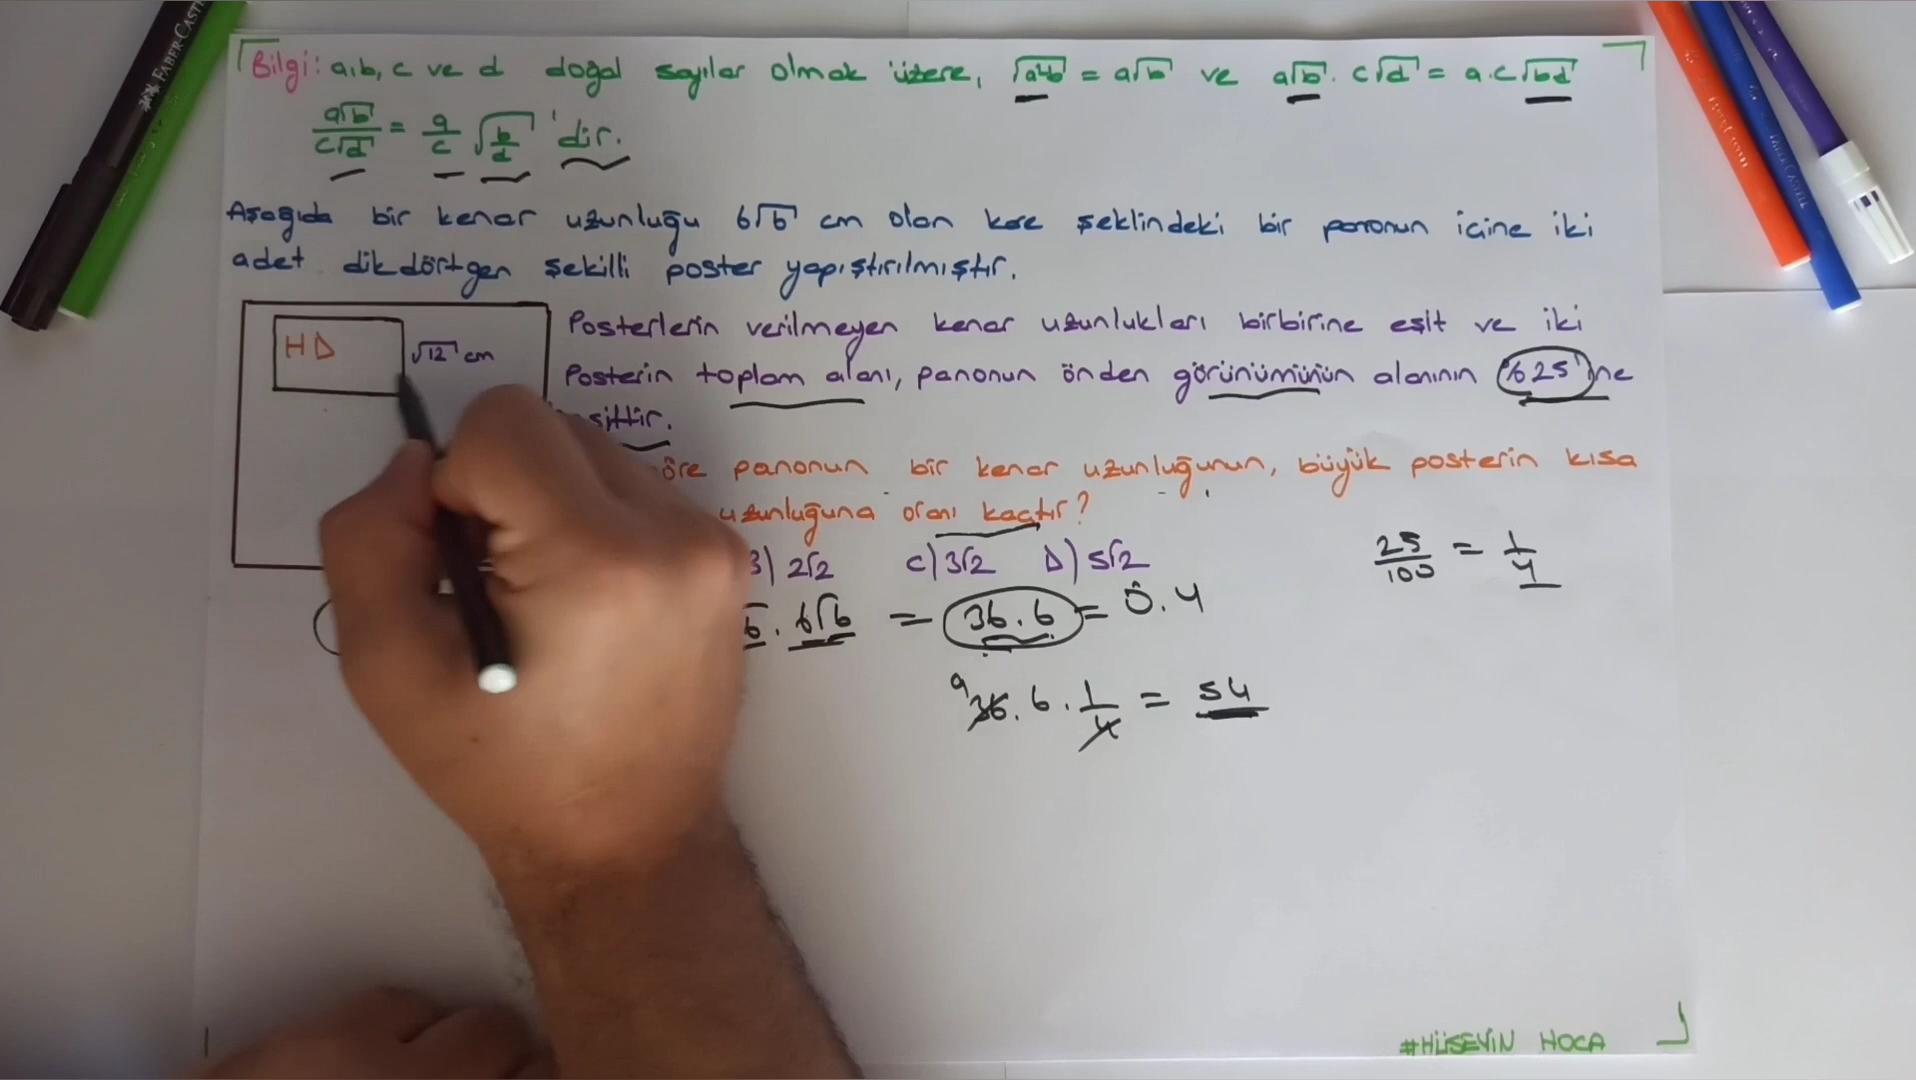 Bilgi: a,b, c ve d doğal sayılar olmak üzere, √a²b = a√b ve a√b . c√d = a.c√bd
a√b / c√d = a/c √b/d 'dir.
Aşağıda bir kenar uzunluğu 6√6 cm olan kare şeklindeki bir panonun içine iki
adet dikdörtgen şekilli poster yapıştırılmıştır.
HD
√12 cm
Posterlerin verilmeyen kenar uzunlukları birbirine eşit ve iki
Posterin toplam alanı, panonun önden görünümünün alanının %25'ine
eşittir.
panonun bir kenar uzunluğunun, büyük posterin kısa
uzunluğuna oranı kaçtır?
B) 2√2 C) 3√2 D) 5√2
25/100 = 1/4
. 6√6 = 36.6 =
9
36.6.1/4 = 54
#HÜSEYİN HOCA
FABER-CASTELL